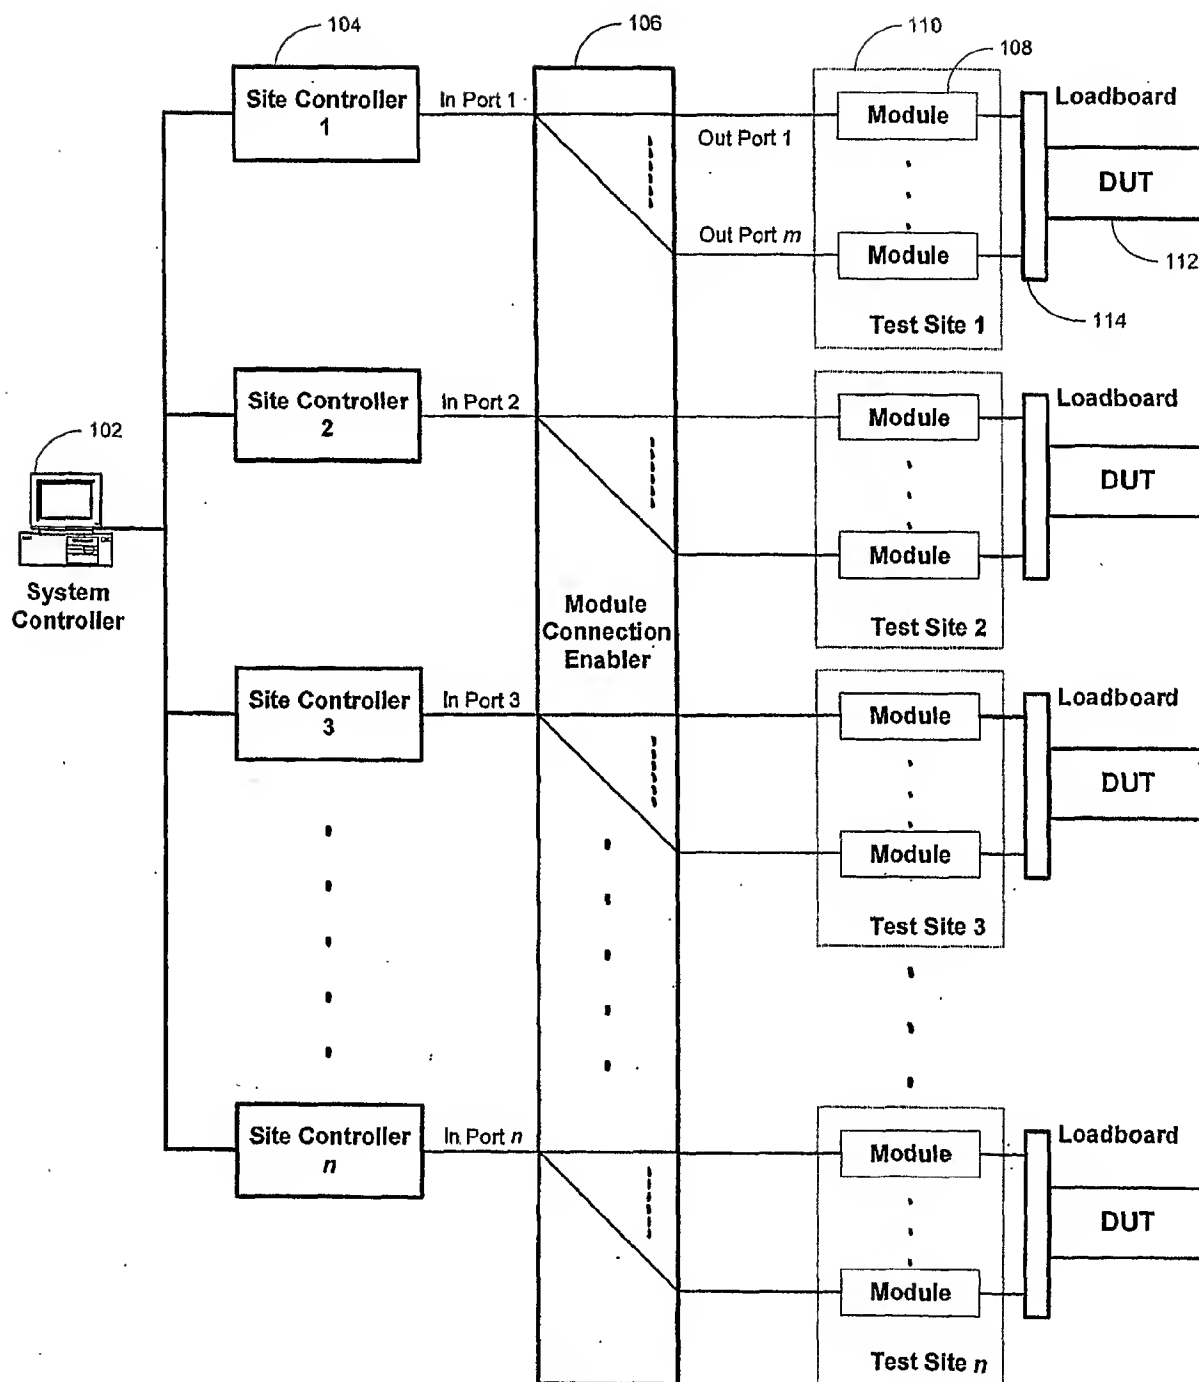 104
106
110
108
Site Controller
1
In Port 1
Out Port 1
Out Port m
Module
Module
Test Site 1
Loadboard
DUT
112
114
Site Controller
2
In Port 2
Module
Module
Test Site 2
Loadboard
DUT
102
System
Controller
Module
Connection
Enabler
Site Controller
3
In Port 3
Module
Module
Test Site 3
Loadboard
DUT
Site Controller
n
In Port n
Module
Module
Test Site n
Loadboard
DUT